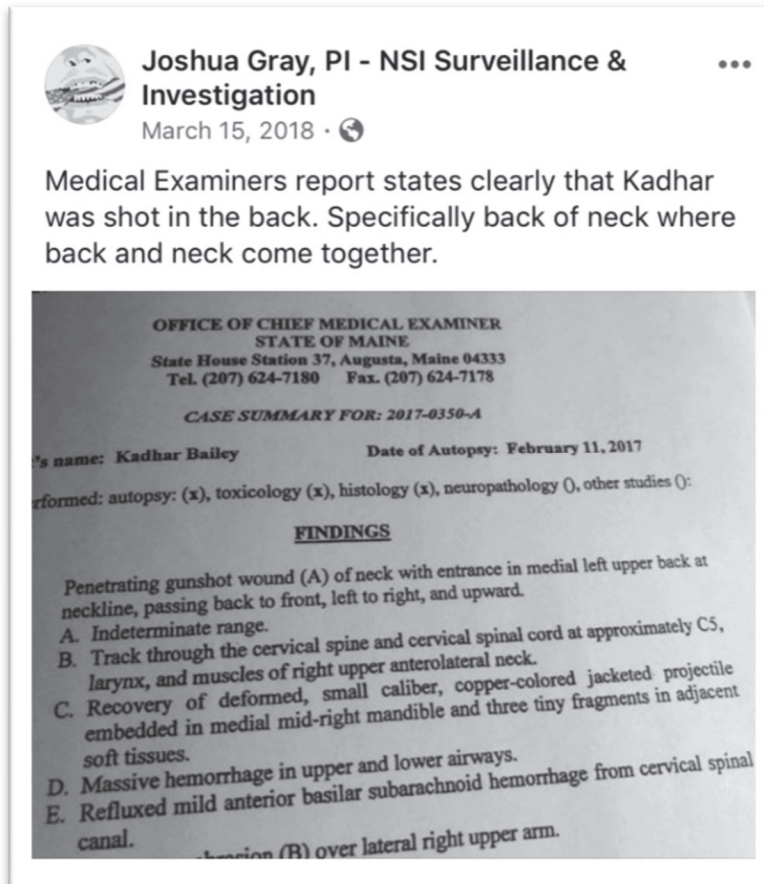 Joshua Gray, PI - NSI Surveillance &
Investigation
March 15, 2018 ·
Medical Examiners report states clearly that Kadhar
was shot in the back. Specifically back of neck where
back and neck come together.
OFFICE OF CHIEF MEDICAL EXAMINER
STATE OF MAINE
State House Station 37, Augusta, Maine 04333
Tel. (207) 624-7180 Fax. (207) 624-7178
CASE SUMMARY FOR: 2017-0350-A
's name: Kadhar Bailey Date of Autopsy: February 11, 2017
rformed: autopsy: (x), toxicology (x), histology (x), neuropathology (), other studies ():
FINDINGS
Penetrating gunshot wound (A) of neck with entrance in medial left upper back at
neckline, passing back to front, left to right, and upward.
A. Indeterminate range.
B. Track through the cervical spine and cervical spinal cord at approximately C5,
larynx, and muscles of right upper anterolateral neck.
C. Recovery of deformed, small caliber, copper-colored jacketed projectile
embedded in medial mid-right mandible and three tiny fragments in adjacent
soft tissues.
D. Massive hemorrhage in upper and lower airways.
E. Refluxed mild anterior basilar subarachnoid hemorrhage from cervical spinal
canal.
(B) over lateral right upper arm.